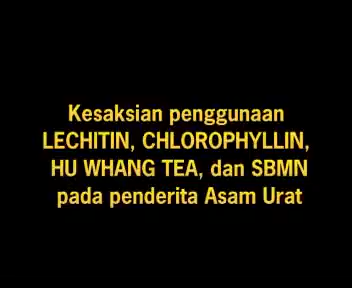 Kesaksian penggunaan
LECHITIN, CHLOROPHYLLIN,
HU WHANG TEA, dan SBMN
pada penderita Asam Urat